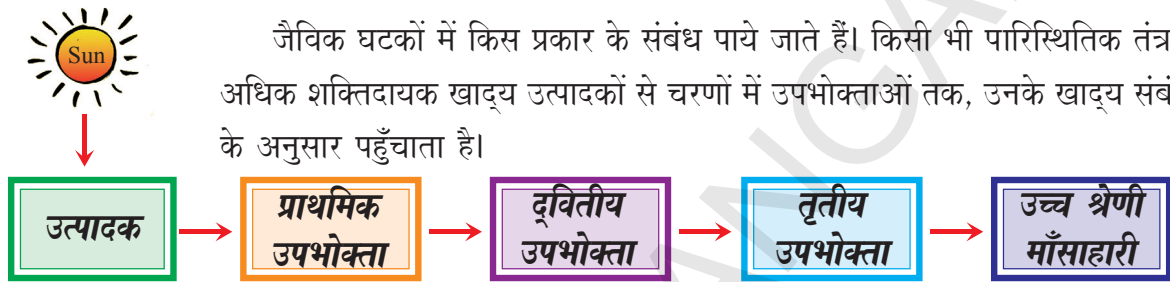 Sun
जैविक घटकों में किस प्रकार के संबंध पाये जाते हैं। किसी भी पारिस्थितिक तंत्र
अधिक शक्तिदायक खाद्य उत्पादकों से चरणों में उपभोक्ताओं तक, उनके खाद्य संबं
के अनुसार पहुँचाता है।
उत्पादक
प्राथमिक
उपभोक्ता
द्वितीय
उपभोक्ता
तृतीय
उपभोक्ता
उच्च श्रेणी
माँसाहारी